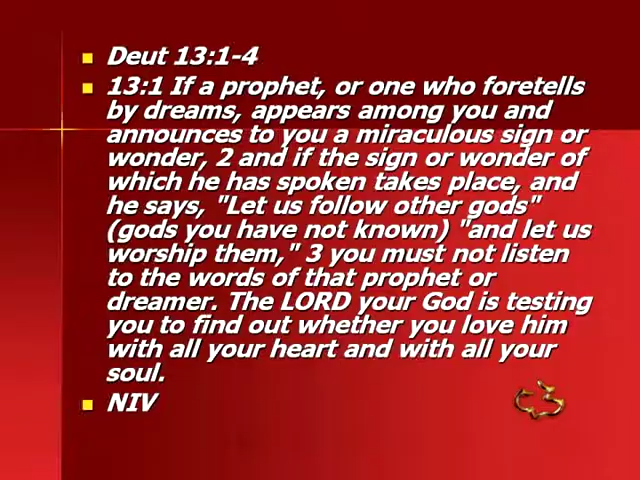 Deut 13:1-4
13:1 If a prophet, or one who foretells
by dreams, appears among you and
announces to you a miraculous sign or
wonder, 2 and if the sign or wonder of
which he has spoken takes place, and
he says, "Let us follow other gods"
(gods you have not known) "and let us
worship them," 3 you must not listen
to the words of that prophet or
dreamer. The LORD your God is testing
you to find out whether you love him
with all your heart and with all your
soul.
NIV